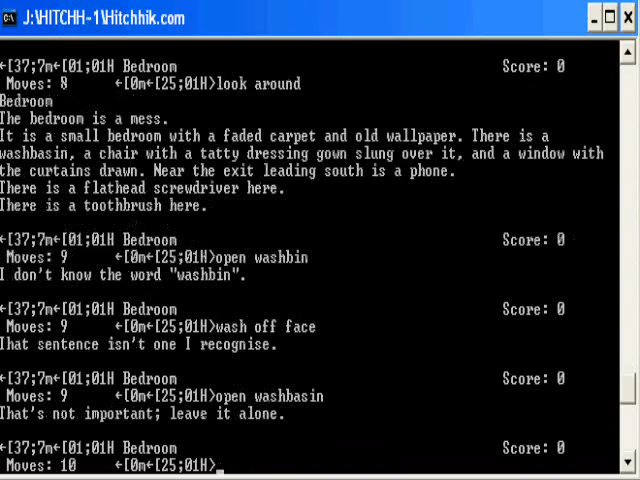 J:\HITCHH~1\Hitchhik.com
←[37;7m←[01;01H Bedroom Score: 0
Moves: 8 ←[0m←[25;01H>look around
Bedroom
The bedroom is a mess.
It is a small bedroom with a faded carpet and old wallpaper. There is a
washbasin, a chair with a tatty dressing gown slung over it, and a window with
the curtains drawn. Near the exit leading south is a phone.
There is a flathead screwdriver here.
There is a toothbrush here.
←[37;7m←[01;01H Bedroom Score: 0
Moves: 9 ←[0m←[25;01H>open washbin
I don't know the word "washbin".
←[37;7m←[01;01H Bedroom Score: 0
Moves: 9 ←[0m←[25;01H>wash off face
That sentence isn't one I recognise.
←[37;7m←[01;01H Bedroom Score: 0
Moves: 9 ←[0m←[25;01H>open washbasin
That's not important; leave it alone.
←[37;7m←[01;01H Bedroom Score: 0
Moves: 10 ←[0m←[25;01H>_